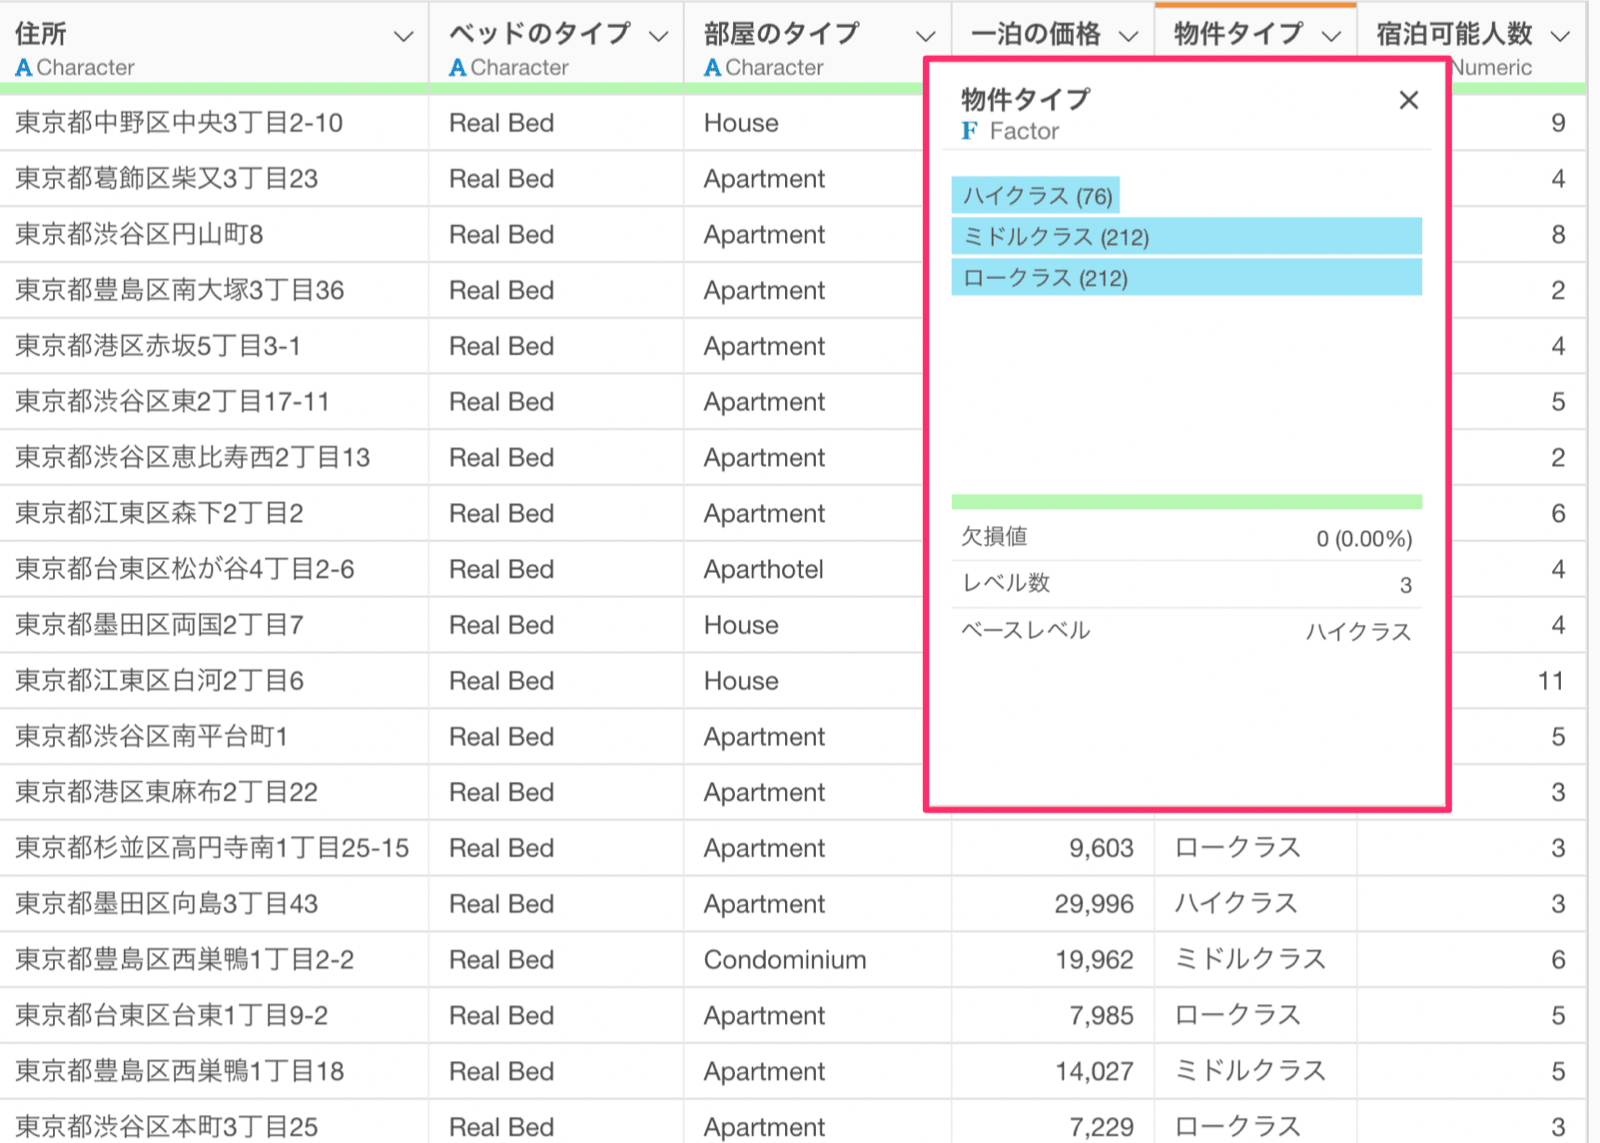 住所 ベッドのタイプ 部屋のタイプ 一泊の価格 物件タイプ 宿泊可能人数
A Character A Character A Character Numeric
物件タイプ
F Factor
ハイクラス (76)
ミドルクラス (212)
ロークラス (212)
欠損値 0 (0.00%)
レベル数 3
ベースレベル ハイクラス
東京都中野区中央3丁目2-10 Real Bed House 9
東京都葛飾区柴又3丁目23 Real Bed Apartment 4
東京都渋谷区円山町8 Real Bed Apartment 8
東京都豊島区南大塚3丁目36 Real Bed Apartment 2
東京都港区赤坂5丁目3-1 Real Bed Apartment 4
東京都渋谷区東2丁目17-11 Real Bed Apartment 5
東京都渋谷区恵比寿西2丁目13 Real Bed Apartment 2
東京都江東区森下2丁目2 Real Bed Apartment 6
東京都台東区松が谷4丁目2-6 Real Bed Aparthotel 4
東京都墨田区両国2丁目7 Real Bed House 4
東京都江東区白河2丁目6 Real Bed House 11
東京都渋谷区南平台町1 Real Bed Apartment 5
東京都港区東麻布2丁目22 Real Bed Apartment 3
東京都杉並区高円寺南1丁目25-15 Real Bed Apartment 9,603 ロークラス 3
東京都墨田区向島3丁目43 Real Bed Apartment 29,996 ハイクラス 3
東京都豊島区西巣鴨1丁目2-2 Real Bed Condominium 19,962 ミドルクラス 6
東京都台東区台東1丁目9-2 Real Bed Apartment 7,985 ロークラス 5
東京都豊島区西巣鴨1丁目18 Real Bed Apartment 14,027 ミドルクラス 5
東京都渋谷区本町3丁目25 Real Bed Apartment 7,229 ロークラス 3